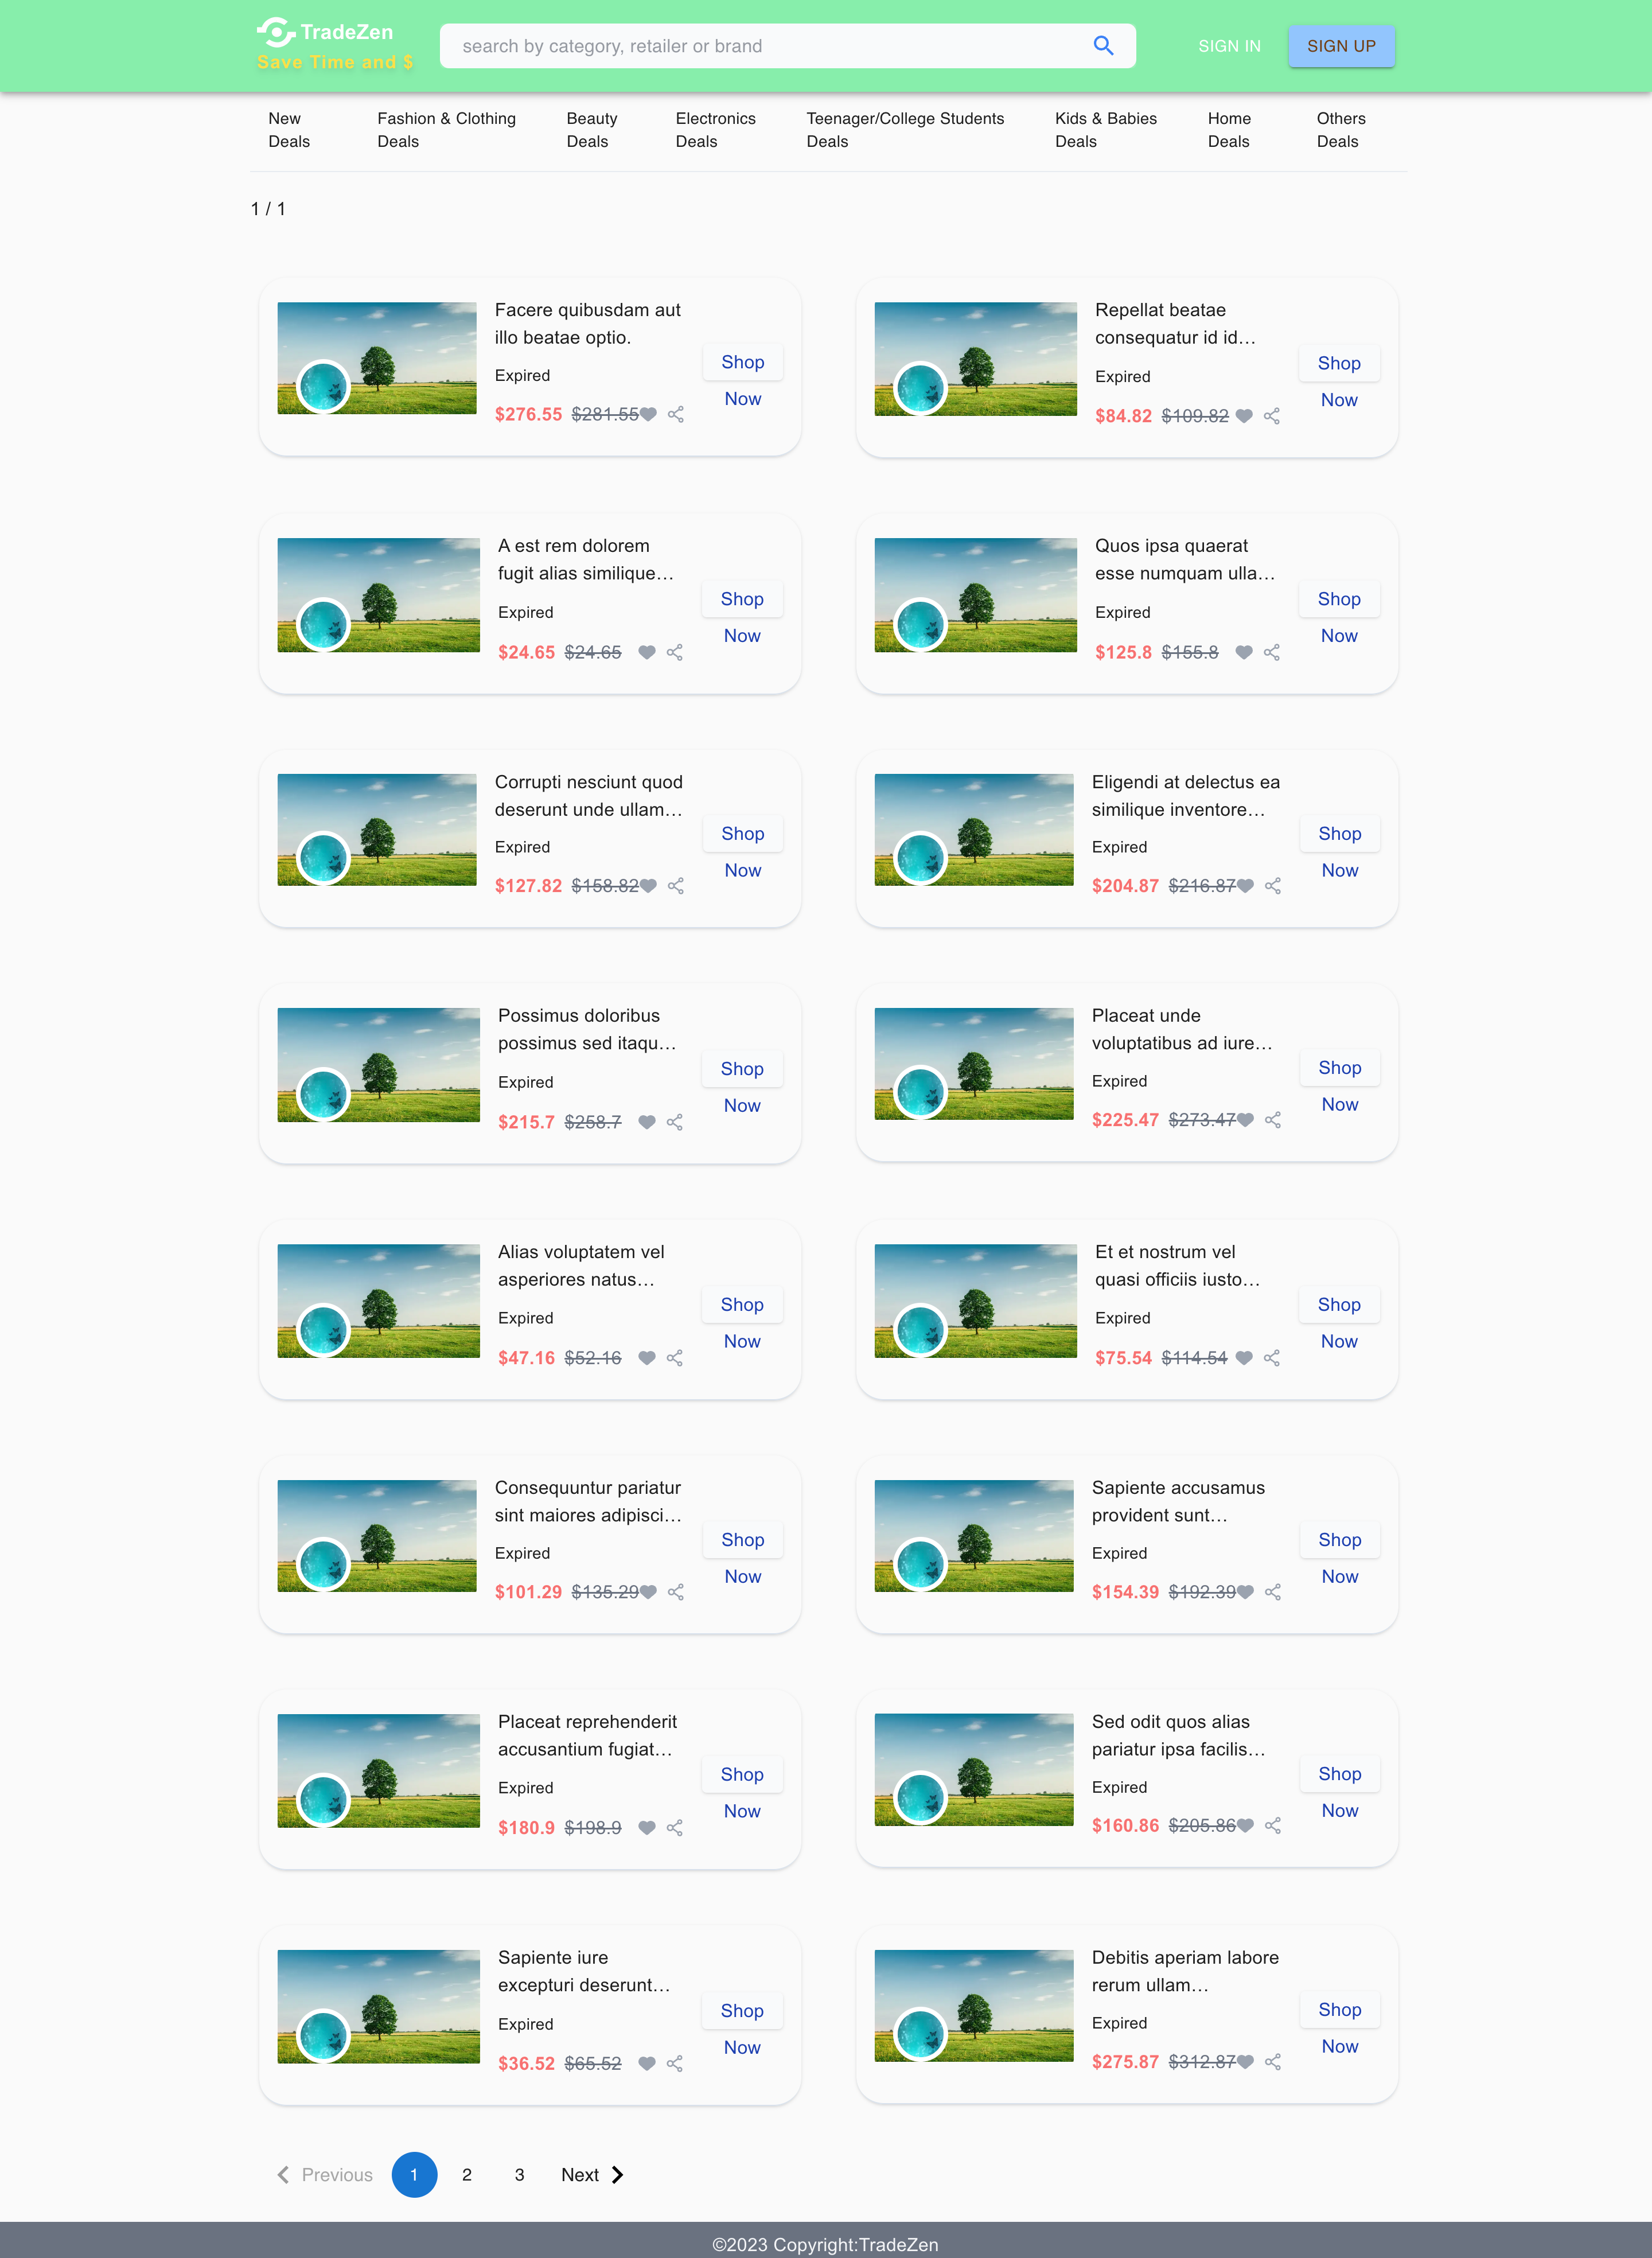 TradeZen
Save Time and $
search by category, retailer or brand
SIGN IN
SIGN UP
New
Deals
Fashion & Clothing
Deals
Beauty
Deals
Electronics
Deals
Teenager/College Students
Deals
Kids & Babies
Deals
Home
Deals
Others
Deals
1 / 1
Facere quibusdam aut
illo beatae optio.
Expired
$276.55 $281.55
Shop
Now
Repellat beatae
consequatur id id…
Expired
$84.82 $109.82
Shop
Now
A est rem dolorem
fugit alias similique…
Expired
$24.65 $24.65
Shop
Now
Quos ipsa quaerat
esse numquam ulla…
Expired
$125.8 $155.8
Shop
Now
Corrupti nesciunt quod
deserunt unde ullam…
Expired
$127.82 $158.82
Shop
Now
Eligendi at delectus ea
similique inventore…
Expired
$204.87 $216.87
Shop
Now
Possimus doloribus
possimus sed itaqu…
Expired
$215.7 $258.7
Shop
Now
Placeat unde
voluptatibus ad iure…
Expired
$225.47 $273.47
Shop
Now
Alias voluptatem vel
asperiores natus…
Expired
$47.16 $52.16
Shop
Now
Et et nostrum vel
quasi officiis iusto…
Expired
$75.54 $114.54
Shop
Now
Consequuntur pariatur
sint maiores adipisci…
Expired
$101.29 $135.29
Shop
Now
Sapiente accusamus
provident sunt…
Expired
$154.39 $192.39
Shop
Now
Placeat reprehenderit
accusantium fugiat…
Expired
$180.9 $198.9
Shop
Now
Sed odit quos alias
pariatur ipsa facilis…
Expired
$160.86 $205.86
Shop
Now
Sapiente iure
excepturi deserunt…
Expired
$36.52 $65.52
Shop
Now
Debitis aperiam labore
rerum ullam…
Expired
$275.87 $312.87
Shop
Now
Previous 1 2 3 Next
©2023 Copyright:TradeZen